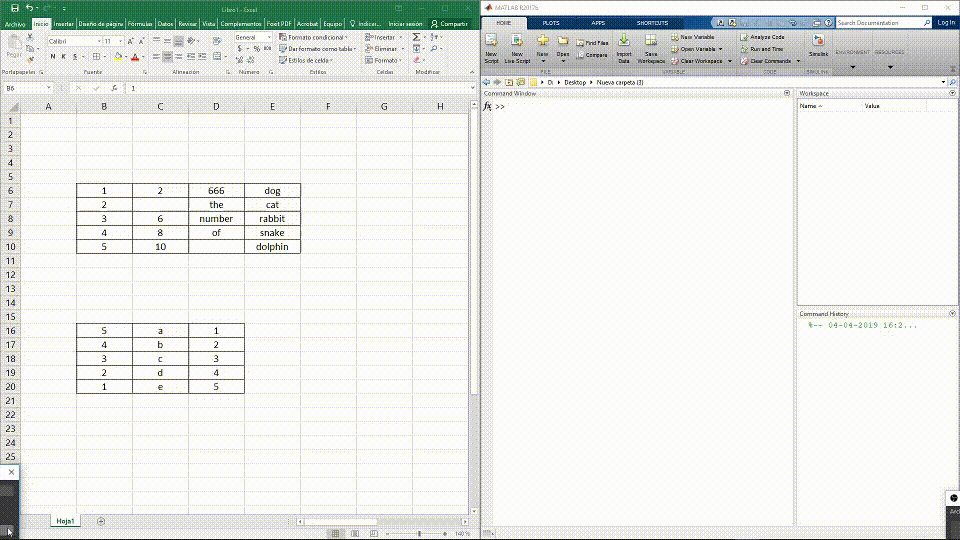 Libro1 - Excel
Archivo Inicio Insertar Diseño de página Fórmulas Datos Revisar Vista Complementos Foxit PDF Acrobat Equipo Indicar... Iniciar sesión Compartir
Pegar
Calibri 11
N K S
General
Formato condicional
Dar formato como tabla
Estilos de celda
Insertar
Eliminar
Formato
Portapapeles Fuente Alineación Número Estilos Celdas Modificar
B6 fx 1
A B C D E F G H
1
2
3
4
5
6 1 2 666 dog
7 2 the cat
8 3 6 number rabbit
9 4 8 of snake
10 5 10 dolphin
11
12
13
14
15
16 5 a 1
17 4 b 2
18 3 c 3
19 2 d 4
20 1 e 5
21
22
23
24
25
Hoja1
140%
MATLAB R2017b
HOME PLOTS APPS SHORTCUTS Search Documentation Log In
New Script
New Live Script
New
Open
Find Files
Compare
Import Data
Save Workspace
New Variable
Open Variable
Clear Workspace
Analyze Code
Run and Time
Clear Commands
Simulink
ENVIRONMENT RESOURCES
FILE VARIABLE CODE SIMULINK
D: Desktop Nueva carpeta (3)
Command Window
fx >>
Workspace
Name Value
Command History
%-- 04-04-2019 16:2...